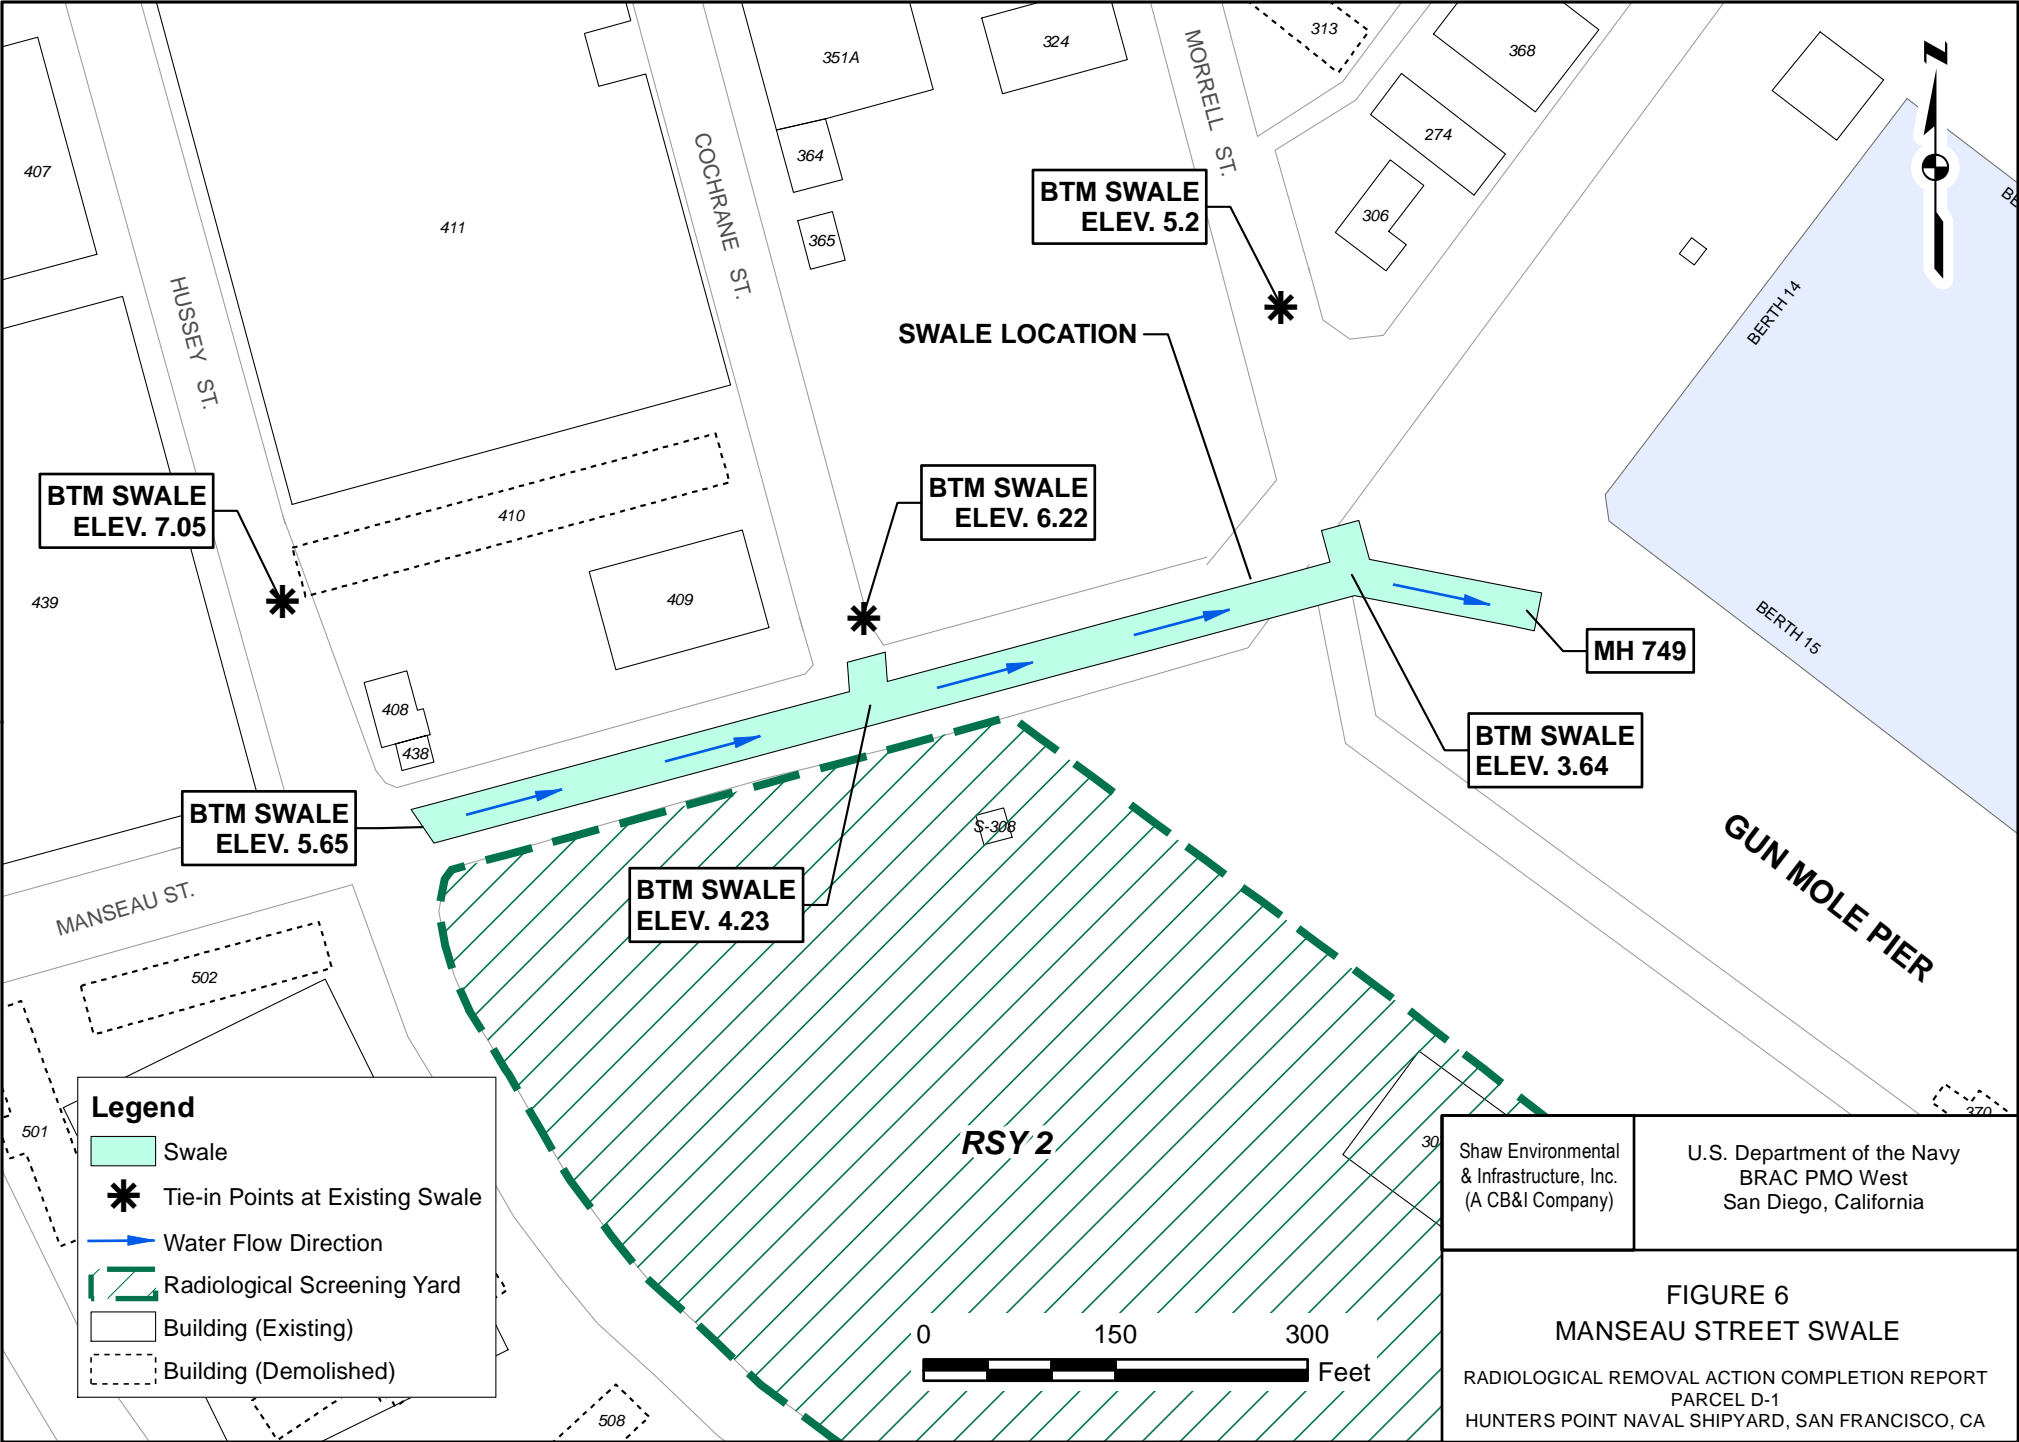 313
351A
324
368
MORRELL ST.
N
274
COCHRANE ST.
364
407
BTM SWALE
ELEV. 5.2
306
411
365
HUSSEY ST.
SWALE LOCATION
BERTH 14
BTM SWALE
ELEV. 7.05
410
BTM SWALE
ELEV. 6.22
439
409
BERTH 15
MH 749
408
438
BTM SWALE
ELEV. 3.64
BTM SWALE
ELEV. 5.65
S-308
GUN MOLE PIER
BTM SWALE
ELEV. 4.23
MANSEAU ST.
502
501
RSY 2
370
508
Legend
Swale
Tie-in Points at Existing Swale
Water Flow Direction
Radiological Screening Yard
Building (Existing)
Building (Demolished)
0 150 300
Feet
Shaw Environmental
& Infrastructure, Inc.
(A CB&I Company)
U.S. Department of the Navy
BRAC PMO West
San Diego, California
FIGURE 6
MANSEAU STREET SWALE
RADIOLOGICAL REMOVAL ACTION COMPLETION REPORT
PARCEL D-1
HUNTERS POINT NAVAL SHIPYARD, SAN FRANCISCO, CA